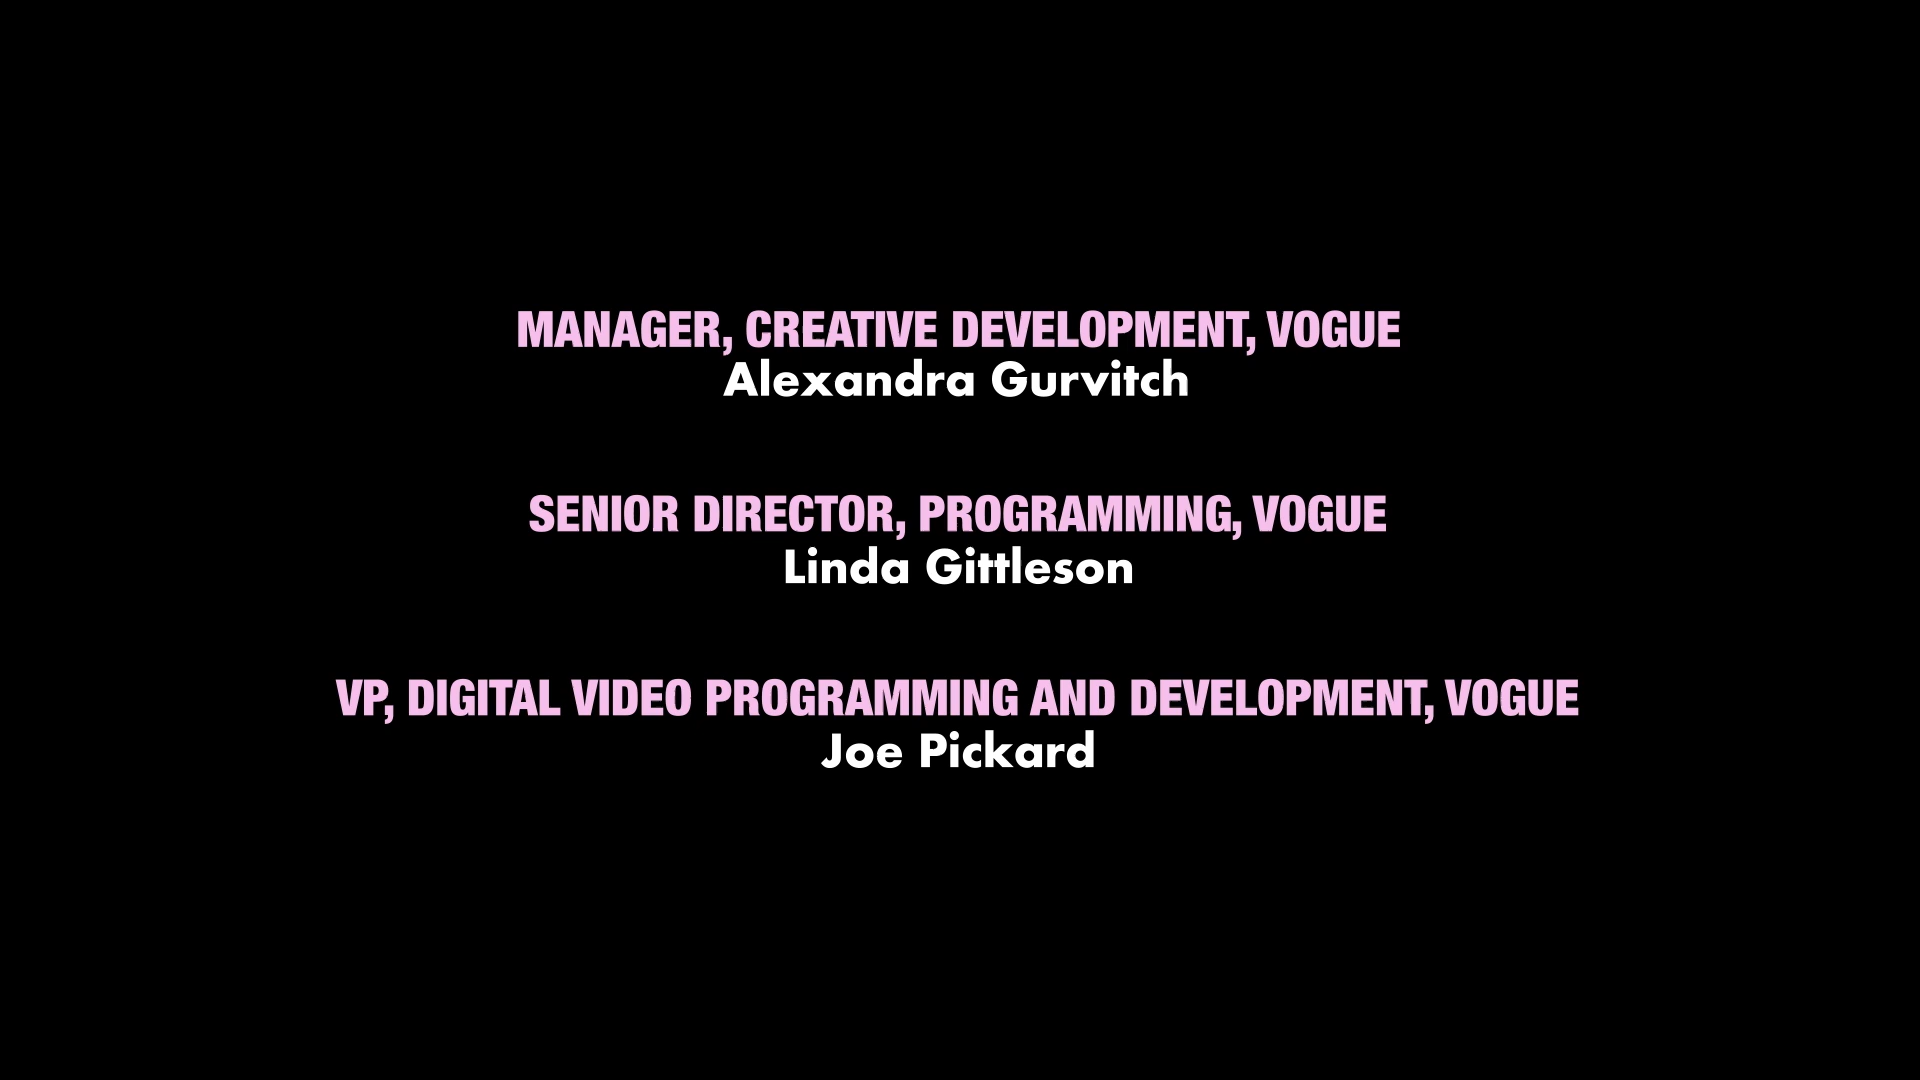 MANAGER, CREATIVE DEVELOPMENT, VOGUE
Alexandra Gurvitch
SENIOR DIRECTOR, PROGRAMMING, VOGUE
Linda Gittleson
VP, DIGITAL VIDEO PROGRAMMING AND DEVELOPMENT, VOGUE
Joe Pickard